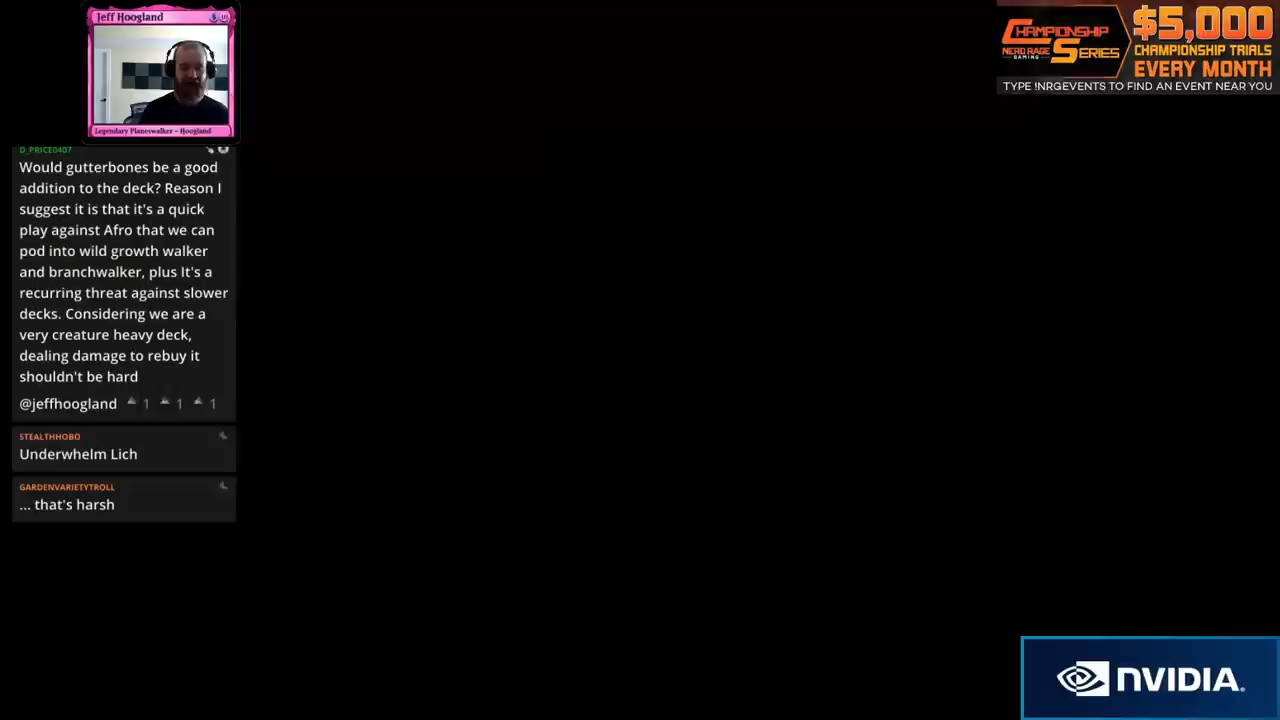 Jeff Hoogland
Legendary Planeswalker - Hoogland
CHAMPIONSHIP
NERD RAGE
GAMING
SERIES
$5,000
CHAMPIONSHIP TRIALS
EVERY MONTH
TYPE !NRGEVENTS TO FIND AN EVENT NEAR YOU
D_PRICE0407
Would gutterbones be a good
addition to the deck? Reason I
suggest it is that it's a quick
play against Afro that we can
pod into wild growth walker
and branchwalker, plus It's a
recurring threat against slower
decks. Considering we are a
very creature heavy deck,
dealing damage to rebuy it
shouldn't be hard
@jeffhoogland 1 1 1
STEALTHHOBO
Underwhelm Lich
GARDENVARIETYTROLL
... that's harsh
NVIDIA.